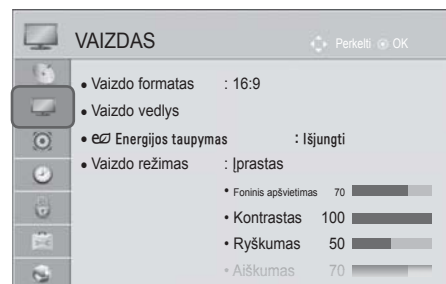 VAIZDAS
Perkelti OK
• Vaizdo formatas : 16:9
• Vaizdo vedlys
• Energijos taupymas : Išjungti
• Vaizdo režimas : Įprastas
• Foninis apšvietimas 70
• Kontrastas 100
• Ryškumas 50
• Aiškumas 70